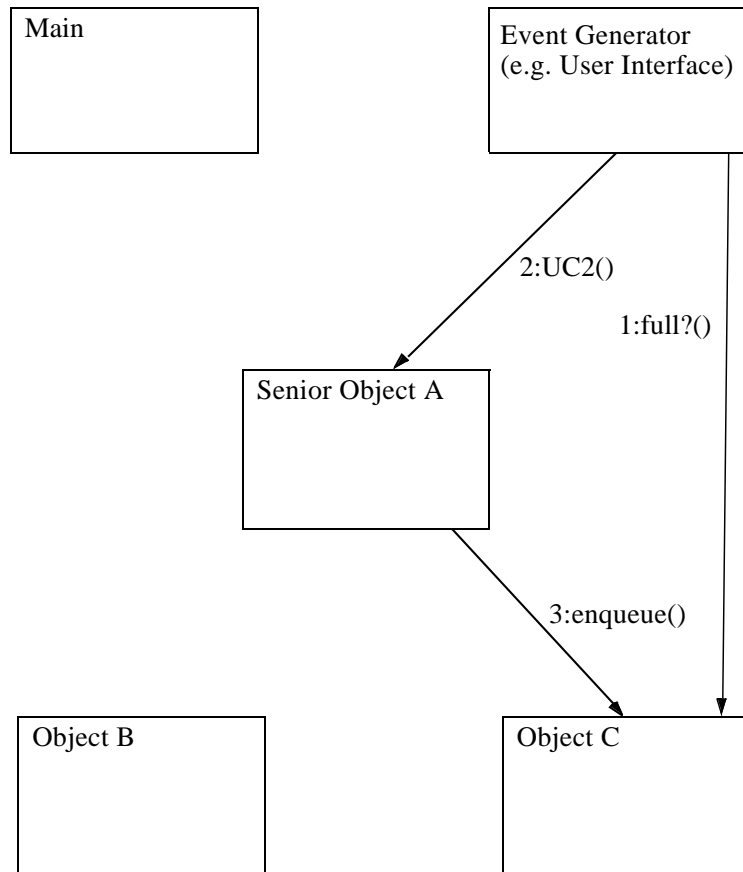 Main
Event Generator
(e.g. User Interface)
2:UC2()
1:full?()
Senior Object A
3:enqueue()
Object B
Object C